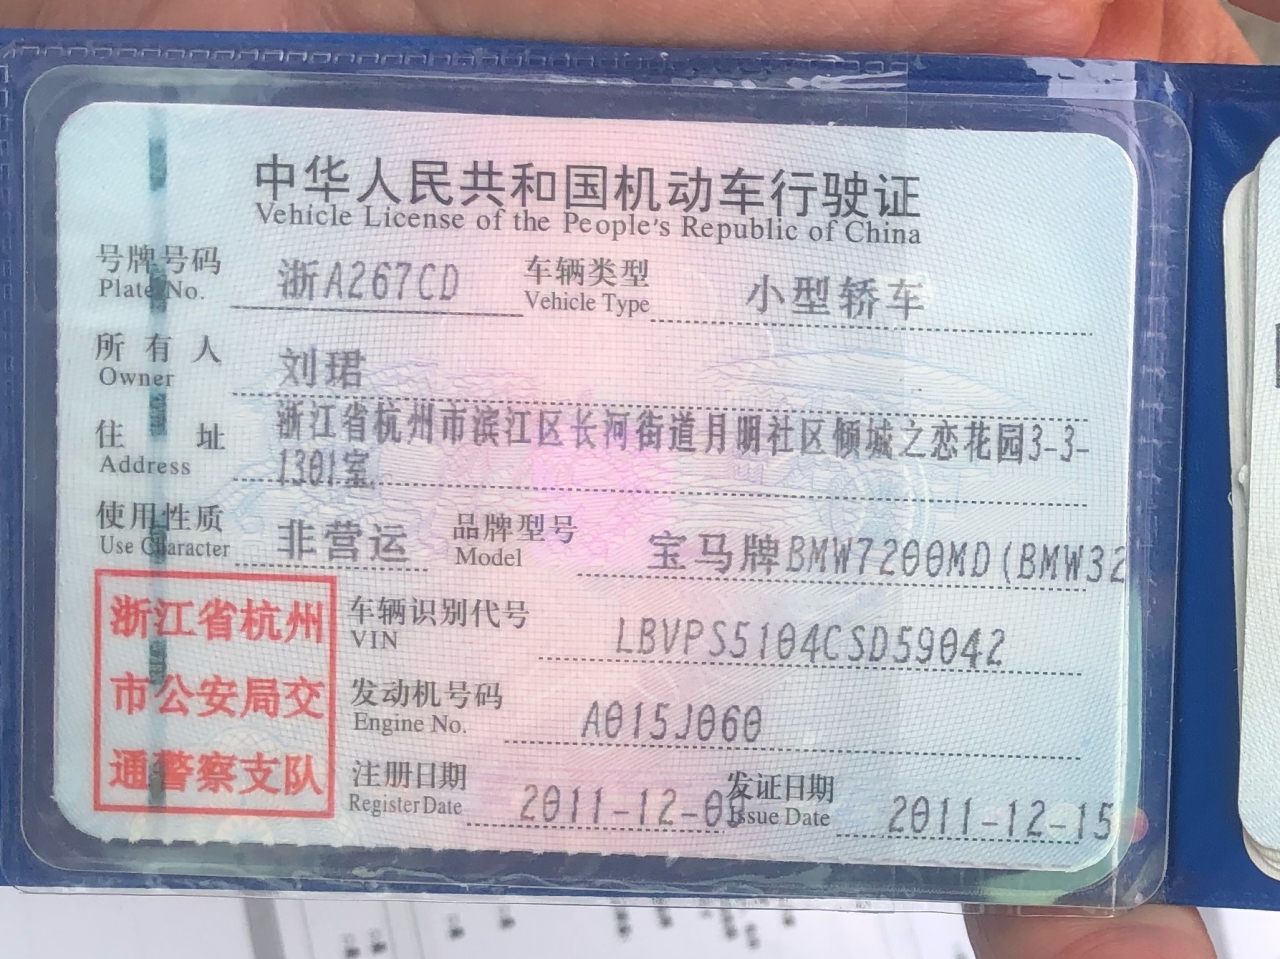 中华人民共和国机动车行驶证
Vehicle License of the People's Republic of China
号牌号码 浙A267CD 车辆类型 小型轿车
Plate No. Vehicle Type
所有人 刘珺
Owner
住址 浙江省杭州市滨江区长河街道月明社区倾城之恋花园3-3-
Address 1301室
使用性质 非营运 品牌型号 宝马牌BMW7200MD(BMW32
Use Character Model
浙江省杭州
市公安局交
通警察支队
车辆识别代号 LBVPS5104CSD59042
VIN
发动机号码 A015J060
Engine No.
注册日期 发证日期 2011-12-15
Register Date Issue Date